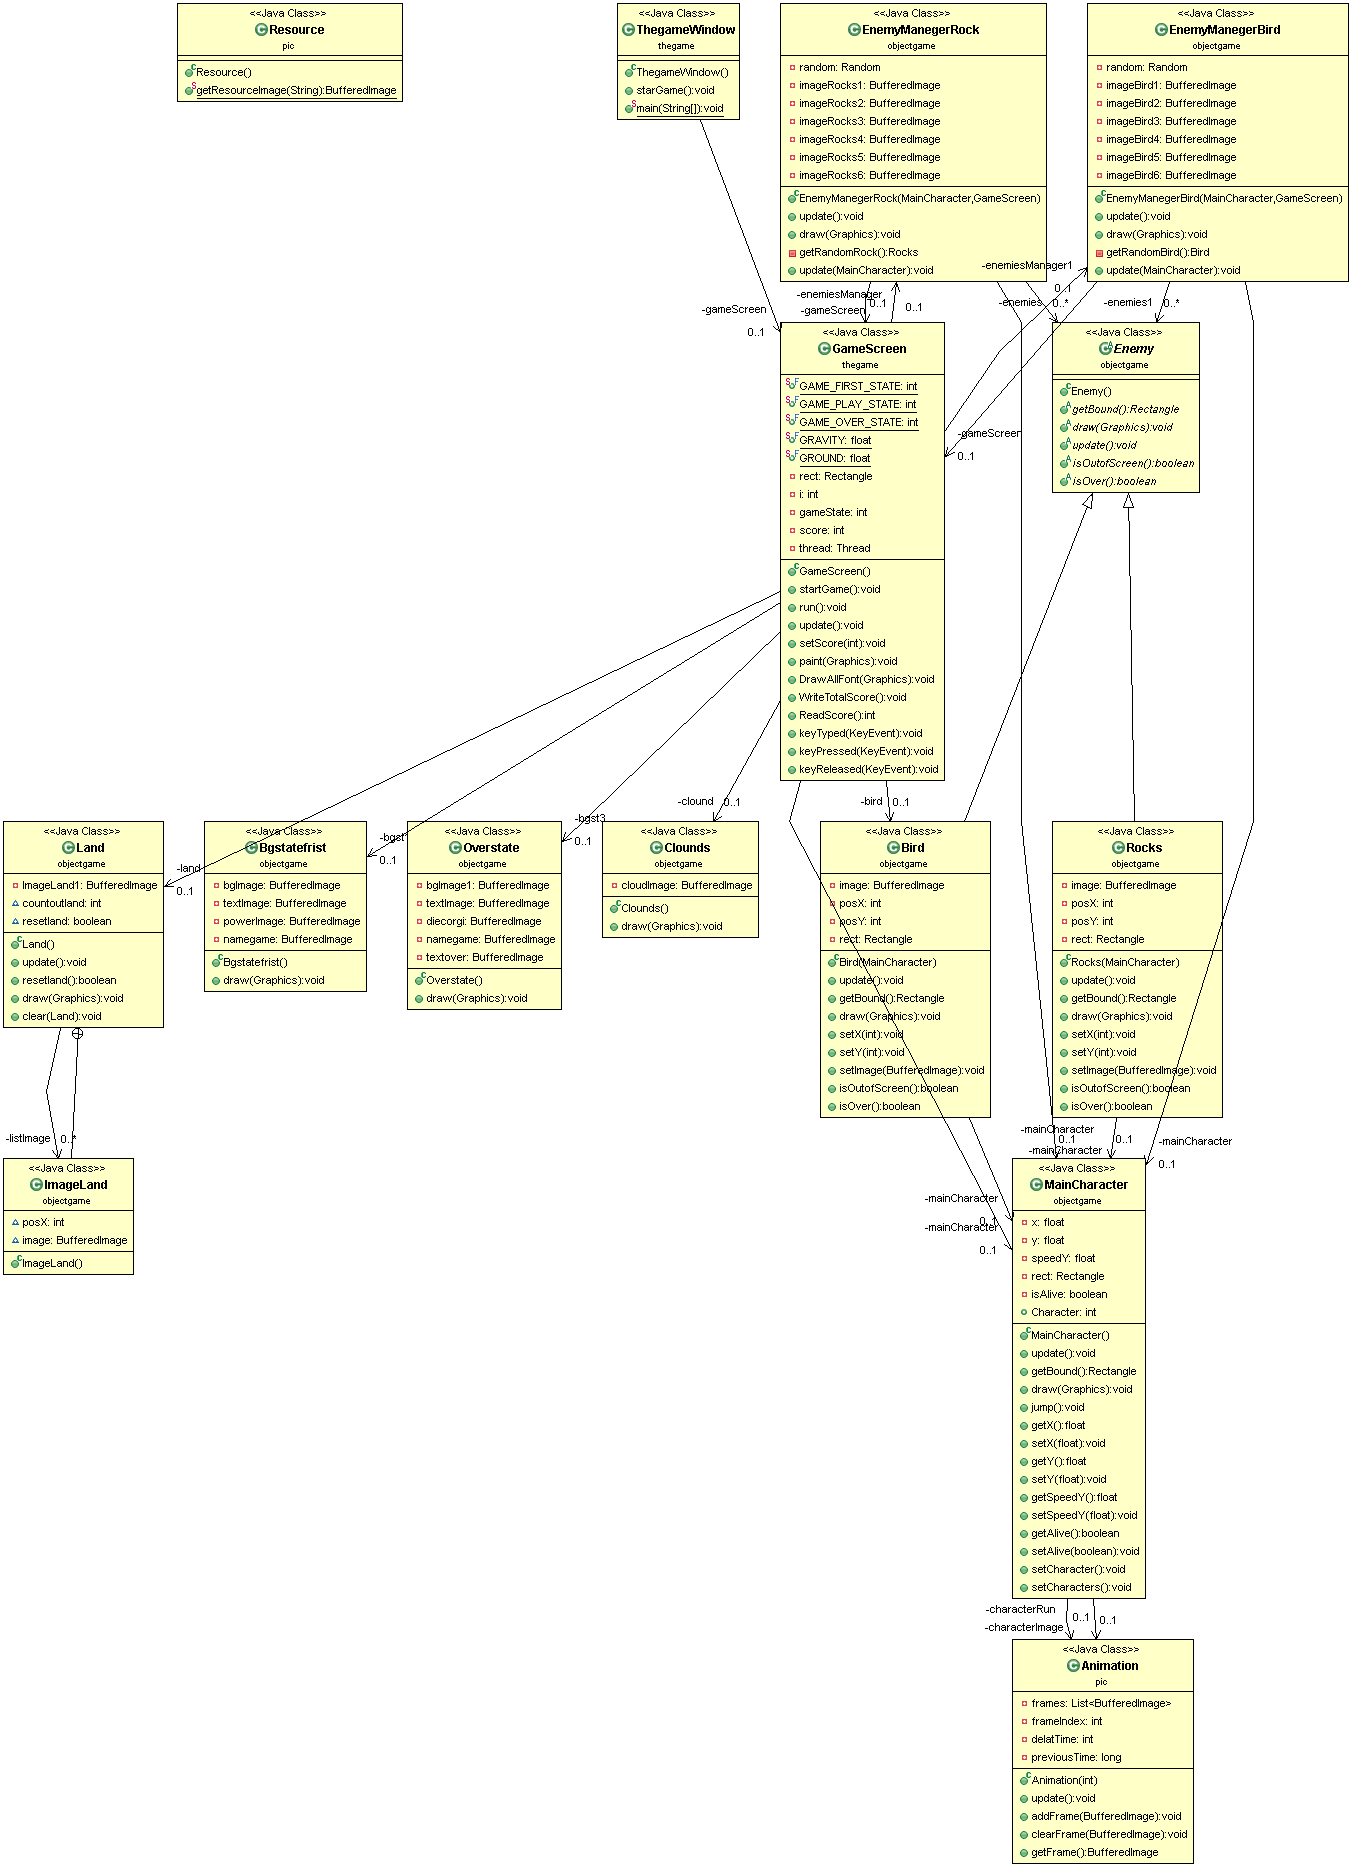 <<Java Class>>
Resource
pic
Resource()
getResourceImage(String):BufferedImage
<<Java Class>>
ThegameWindow
thegame
ThegameWindow()
starGame():void
main(String[]):void
<<Java Class>>
EnemyManegerRock
objectgame
random: Random
imageRocks1: BufferedImage
imageRocks2: BufferedImage
imageRocks3: BufferedImage
imageRocks4: BufferedImage
imageRocks5: BufferedImage
imageRocks6: BufferedImage
EnemyManegerRock(MainCharacter,GameScreen)
update():void
draw(Graphics):void
getRandomRock():Rocks
update(MainCharacter):void
<<Java Class>>
EnemyManegerBird
objectgame
random: Random
imageBird1: BufferedImage
imageBird2: BufferedImage
imageBird3: BufferedImage
imageBird4: BufferedImage
imageBird5: BufferedImage
imageBird6: BufferedImage
EnemyManegerBird(MainCharacter,GameScreen)
update():void
draw(Graphics):void
getRandomBird():Bird
update(MainCharacter):void
-enemiesManager1
0..1
-enemiesManager
0..1
-gameScreen
0..1
-enemies
0..*
-enemies1
0..*
-gameScreen
0..1
-gameScreen
0..1
<<Java Class>>
GameScreen
thegame
GAME_FIRST_STATE: int
GAME_PLAY_STATE: int
GAME_OVER_STATE: int
GRAVITY: float
GROUND: float
rect: Rectangle
i: int
gameState: int
score: int
thread: Thread
GameScreen()
startGame():void
run():void
update():void
setScore(int):void
paint(Graphics):void
DrawAllFont(Graphics):void
WriteTotalScore():void
ReadScore():int
keyTyped(KeyEvent):void
keyPressed(KeyEvent):void
keyReleased(KeyEvent):void
<<Java Class>>
Enemy
objectgame
Enemy()
getBound():Rectangle
draw(Graphics):void
update():void
isOutofScreen():boolean
isOver():boolean
-land
0..1
-bgst
0..1
-bgst3
0..1
-clound
0..1
-bird
0..1
<<Java Class>>
Land
objectgame
ImageLand1: BufferedImage
countoutland: int
resetland: boolean
Land()
update():void
resetland():boolean
draw(Graphics):void
clear(Land):void
<<Java Class>>
Bgstatefrist
objectgame
bgImage: BufferedImage
textImage: BufferedImage
powerImage: BufferedImage
namegame: BufferedImage
Bgstatefrist()
draw(Graphics):void
<<Java Class>>
Overstate
objectgame
bgImage1: BufferedImage
textImage: BufferedImage
diecorgi: BufferedImage
namegame: BufferedImage
textover: BufferedImage
Overstate()
draw(Graphics):void
<<Java Class>>
Clounds
objectgame
cloudImage: BufferedImage
Clounds()
draw(Graphics):void
<<Java Class>>
Bird
objectgame
image: BufferedImage
posX: int
posY: int
rect: Rectangle
Bird(MainCharacter)
update():void
getBound():Rectangle
draw(Graphics):void
setX(int):void
setY(int):void
setImage(BufferedImage):void
isOutofScreen():boolean
isOver():boolean
<<Java Class>>
Rocks
objectgame
image: BufferedImage
posX: int
posY: int
rect: Rectangle
Rocks(MainCharacter)
update():void
getBound():Rectangle
draw(Graphics):void
setX(int):void
setY(int):void
setImage(BufferedImage):void
isOutofScreen():boolean
isOver():boolean
-listImage
0..*
-mainCharacter
0..1
-mainCharacter
0..1
-mainCharacter
0..1
-mainCharacter
0..1
-mainCharacter
0..1
<<Java Class>>
ImageLand
objectgame
posX: int
image: BufferedImage
ImageLand()
<<Java Class>>
MainCharacter
objectgame
x: float
y: float
speedY: float
rect: Rectangle
isAlive: boolean
Character: int
MainCharacter()
update():void
getBound():Rectangle
draw(Graphics):void
jump():void
getX():float
setX(float):void
getY():float
setY(float):void
getSpeedY():float
setSpeedY(float):void
getAlive():boolean
setAlive(boolean):void
setCharacter():void
setCharacters():void
-characterRun
0..1
-characterImage
0..1
<<Java Class>>
Animation
pic
frames: List<BufferedImage>
frameIndex: int
delatTime: int
previousTime: long
Animation(int)
update():void
addFrame(BufferedImage):void
clearFrame(BufferedImage):void
getFrame():BufferedImage